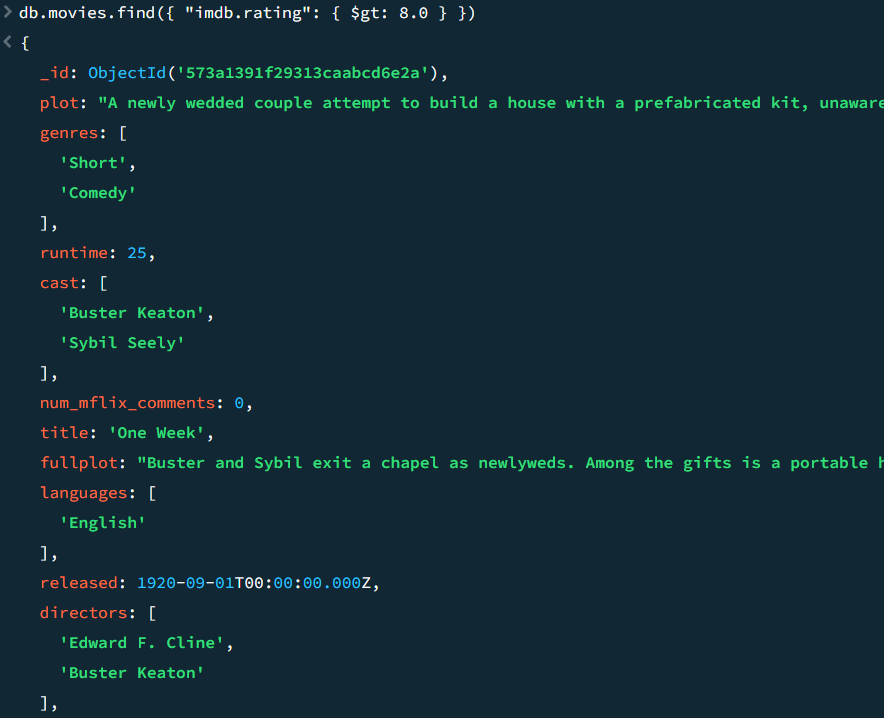 > db.movies.find({ "imdb.rating": { $gt: 8.0 } })
< {
_id: ObjectId('573a1391f29313caabcd6e2a'),
plot: "A newly wedded couple attempt to build a house with a prefabricated kit, unaware
genres: [
'Short',
'Comedy'
],
runtime: 25,
cast: [
'Buster Keaton',
'Sybil Seely'
],
num_mflix_comments: 0,
title: 'One Week',
fullplot: "Buster and Sybil exit a chapel as newlyweds. Among the gifts is a portable h
languages: [
'English'
],
released: 1920-09-01T00:00:00.000Z,
directors: [
'Edward F. Cline',
'Buster Keaton'
],